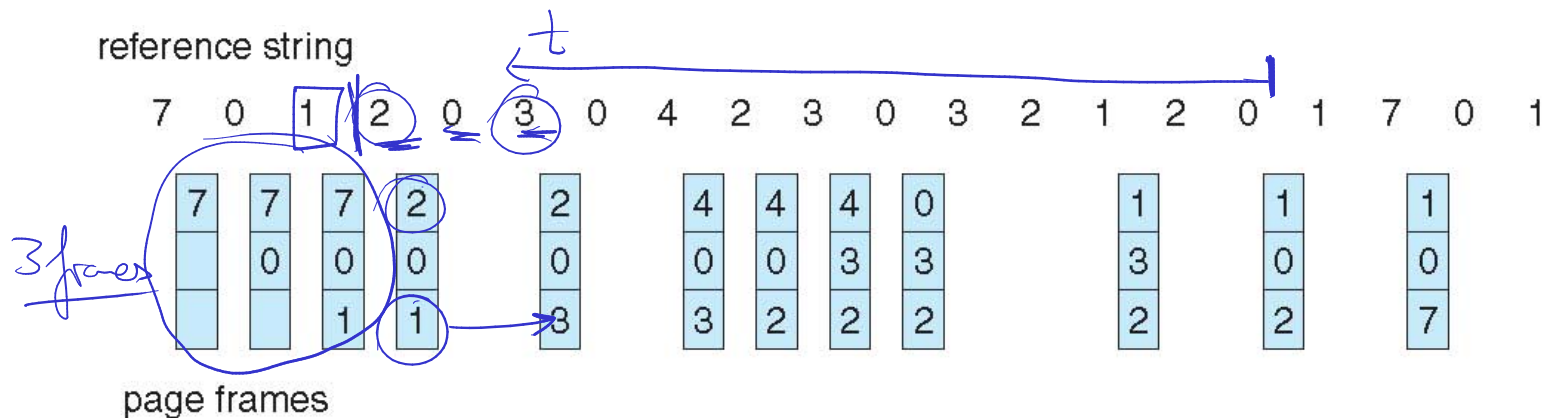 t
reference string
7 0 1 2 0 3 0 4 2 3 0 3 2 1 2 0 1 7 0 1
7 7 7 2 2 4 4 4 0 1 1 1
0 0 0 0 0 0 3 3 3 0 0
1 1 3 3 2 2 2 2 2 7
3 frames
page frames